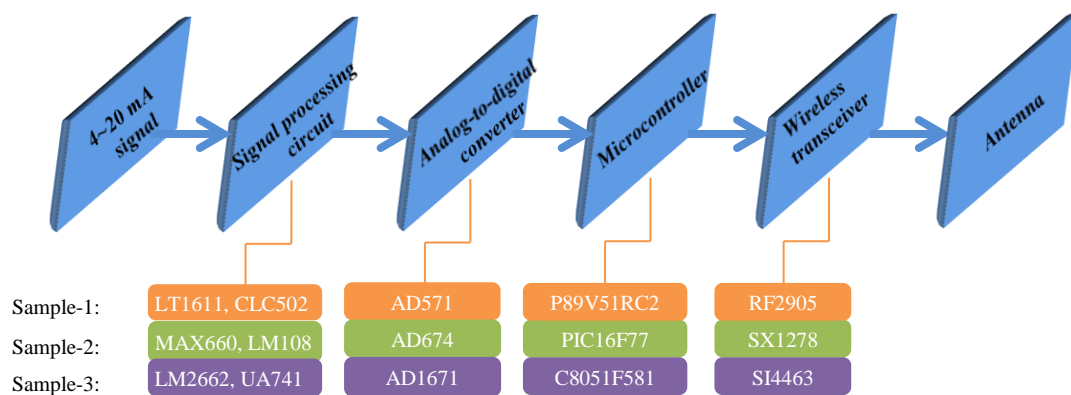 4~20 mA
signal
Signal processing
circuit
Analog-to-digital
converter
Microcontroller
Wireless
transceiver
Antenna
Sample-1: LT1611, CLC502 AD571 P89V51RC2 RF2905
Sample-2: MAX660, LM108 AD674 PIC16F77 SX1278
Sample-3: LM2662, UA741 AD1671 C8051F581 SI4463